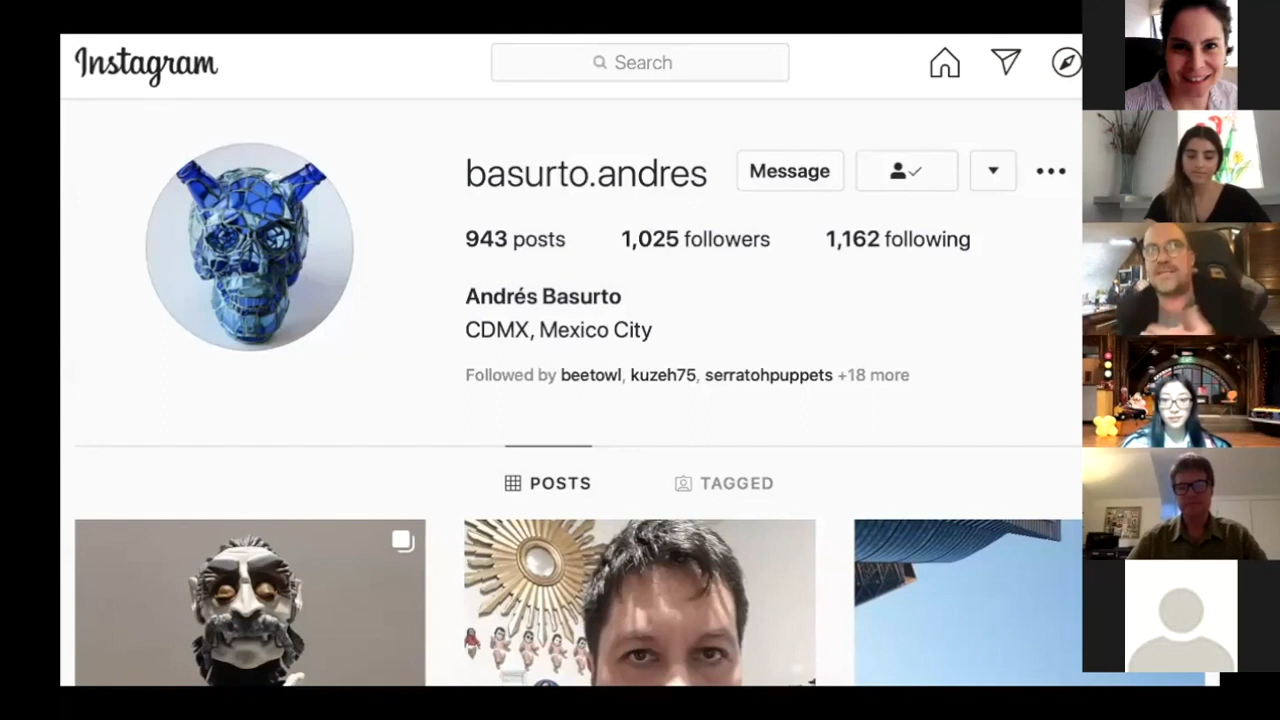 Instagram
Search
basurto.andres
Message
943 posts 1,025 followers 1,162 following
Andrés Basurto
CDMX, Mexico City
Followed by beetowl, kuzeh75, serratohpuppets +18 more
POSTS
TAGGED